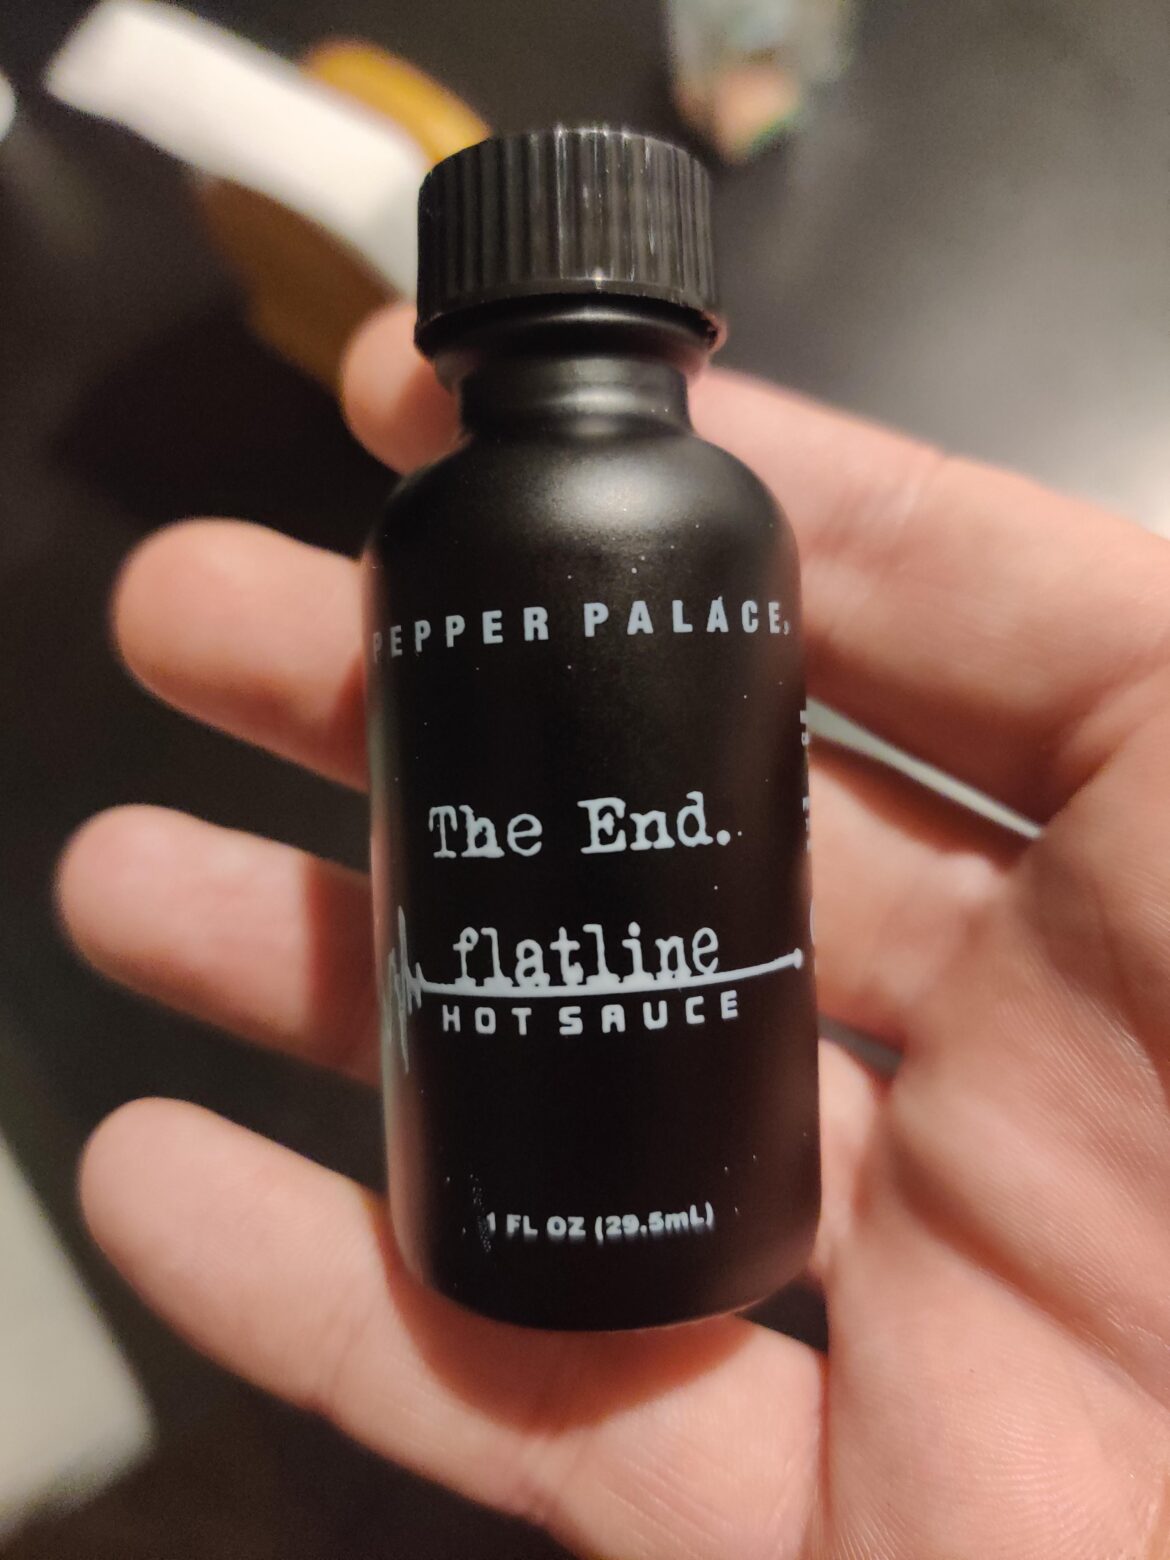 PEPPER PALACE
The End.
flatline
HOT SAUCE
1 FL OZ (29.5mL)